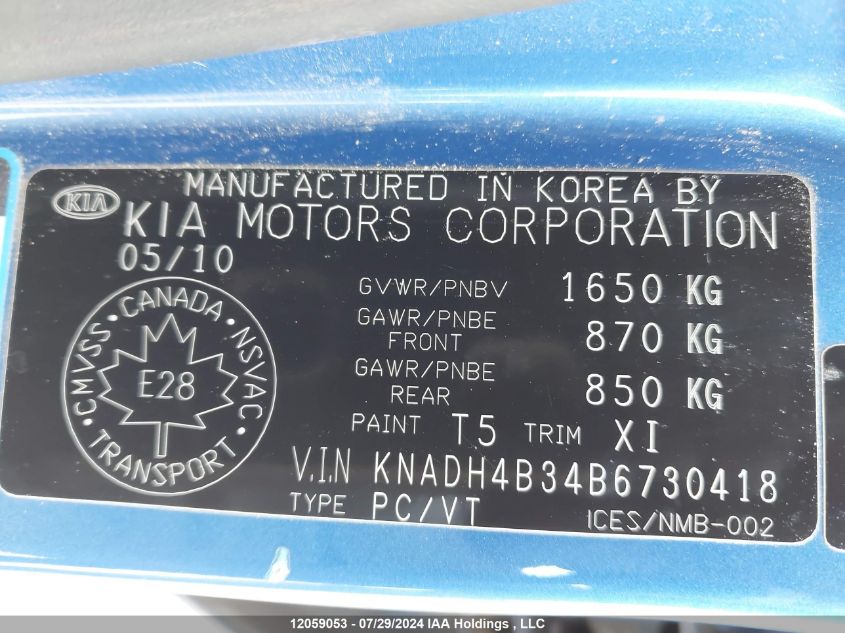 MANUFACTURED IN KOREA BY
KIA
KIA MOTORS CORPORATION
05/10
GVWR/PNBV 1650 KG
GAWR/PNBE FRONT 870 KG
GAWR/PNBE REAR 850 KG
PAINT T5 TRIM XI
V.I.N KNADH4B34B6730418
TYPE PC/VT
ICES/NMB-002
CANADA • NSVAC • TRANSPORT • CMVSS •
E28
12059053 - 07/29/2024 IAA Holdings , LLC